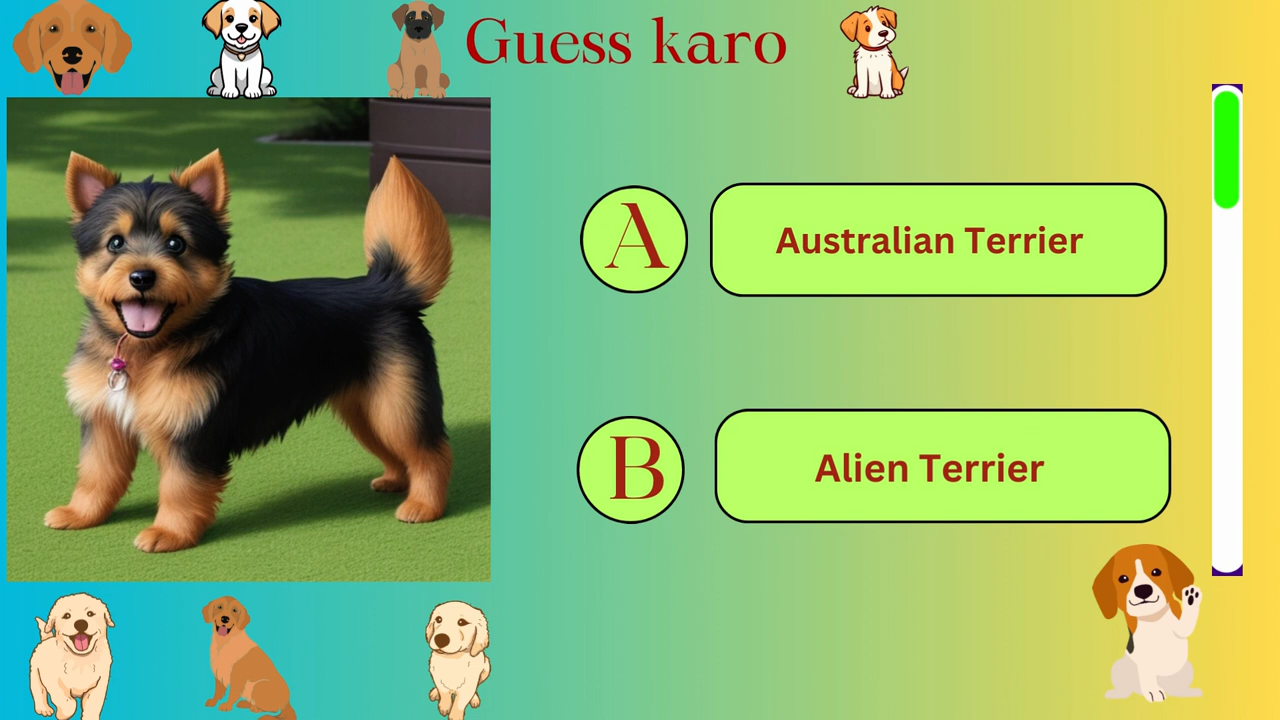 Guess karo
A
Australian Terrier
B
Alien Terrier